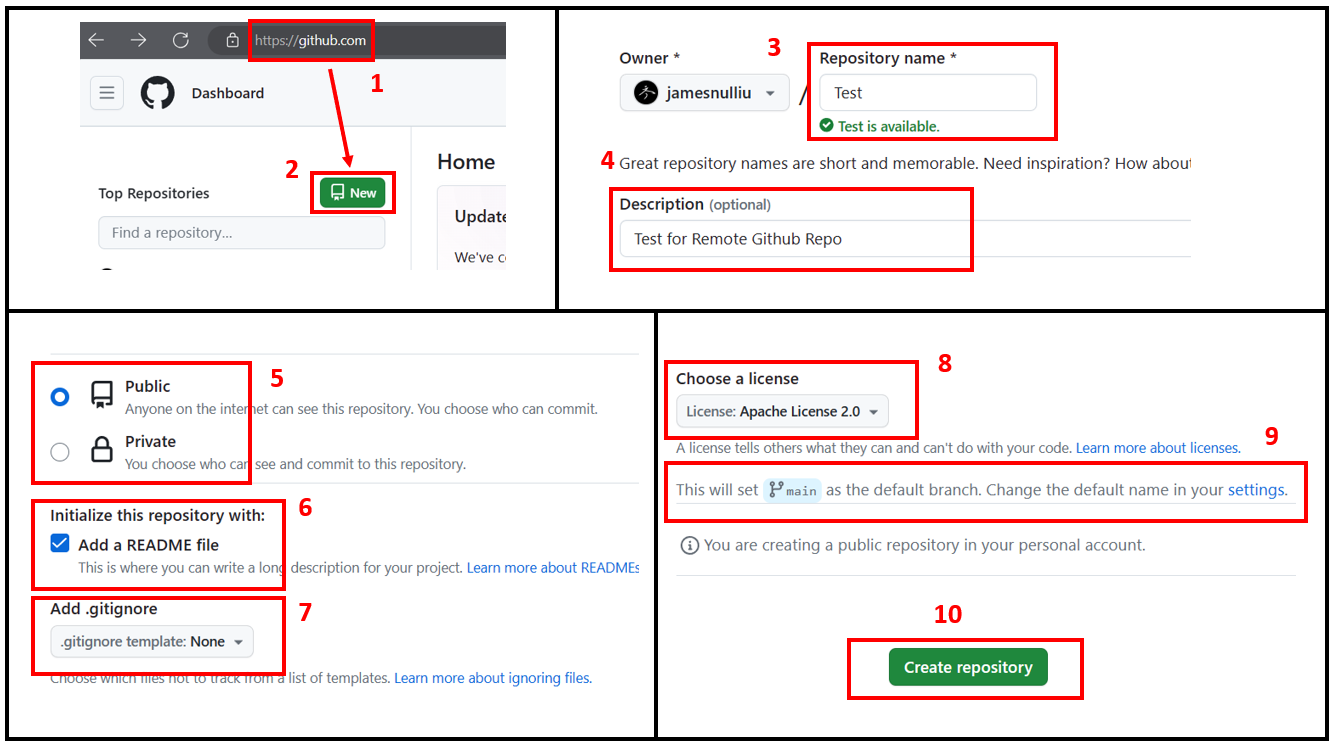 https://github.com
1
Dashboard
2
Home
Top Repositories
New
Update
Find a repository...
We've
3
Owner *
Repository name *
jamesnulliu
/
Test
Test is available.
4
Great repository names are short and memorable. Need inspiration? How about
Description (optional)
Test for Remote Github Repo
5
Public
Anyone on the internet can see this repository. You choose who can commit.
Private
You choose who can see and commit to this repository.
6
Initialize this repository with:
Add a README file
This is where you can write a long description for your project. Learn more about READMEs
7
Add .gitignore
.gitignore template: None
Choose which files not to track from a list of templates. Learn more about ignoring files.
8
Choose a license
License: Apache License 2.0
A license tells others what they can and can't do with your code. Learn more about licenses.
9
This will set main as the default branch. Change the default name in your settings.
You are creating a public repository in your personal account.
10
Create repository